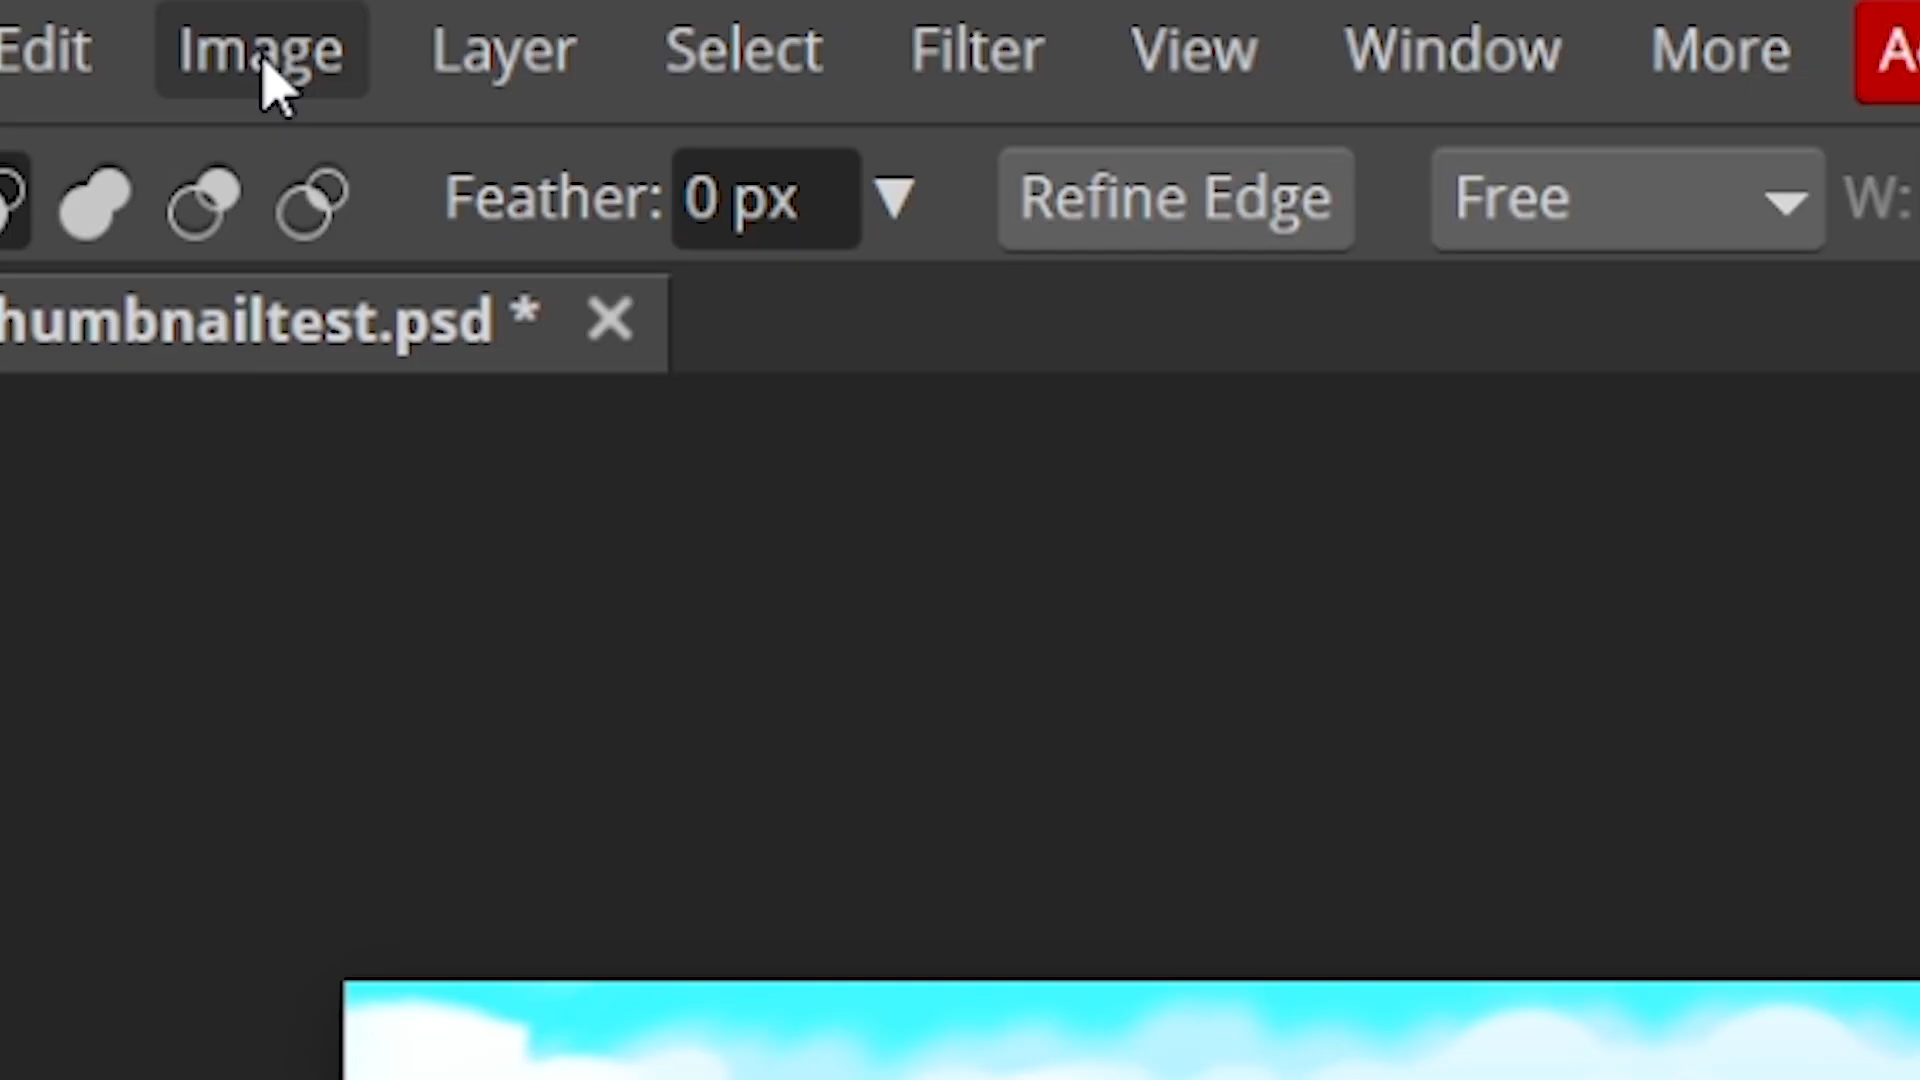 Edit Image Layer Select Filter View Window More
Feather: 0 px Refine Edge Free W:
humbnailtest.psd *